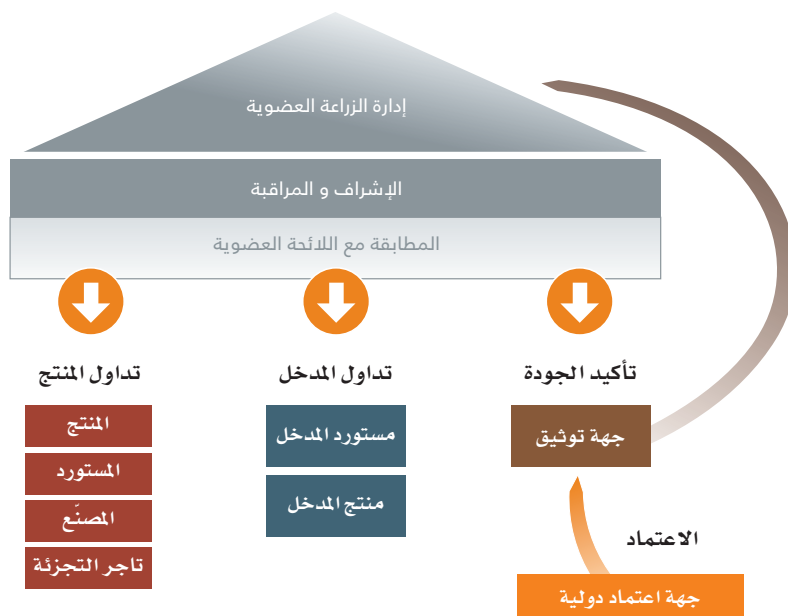 إدارة الزراعة العضوية
الإشراف و المراقبة
المطابقة مع اللائحة العضوية
تأكيد الجودة
جهة توثيق
الاعتماد
جهة اعتماد دولية
تداول المدخل
مستورد المدخل
منتج المدخل
تداول المنتج
المنتج
المستورد
المصنّع
تاجر التجزئة